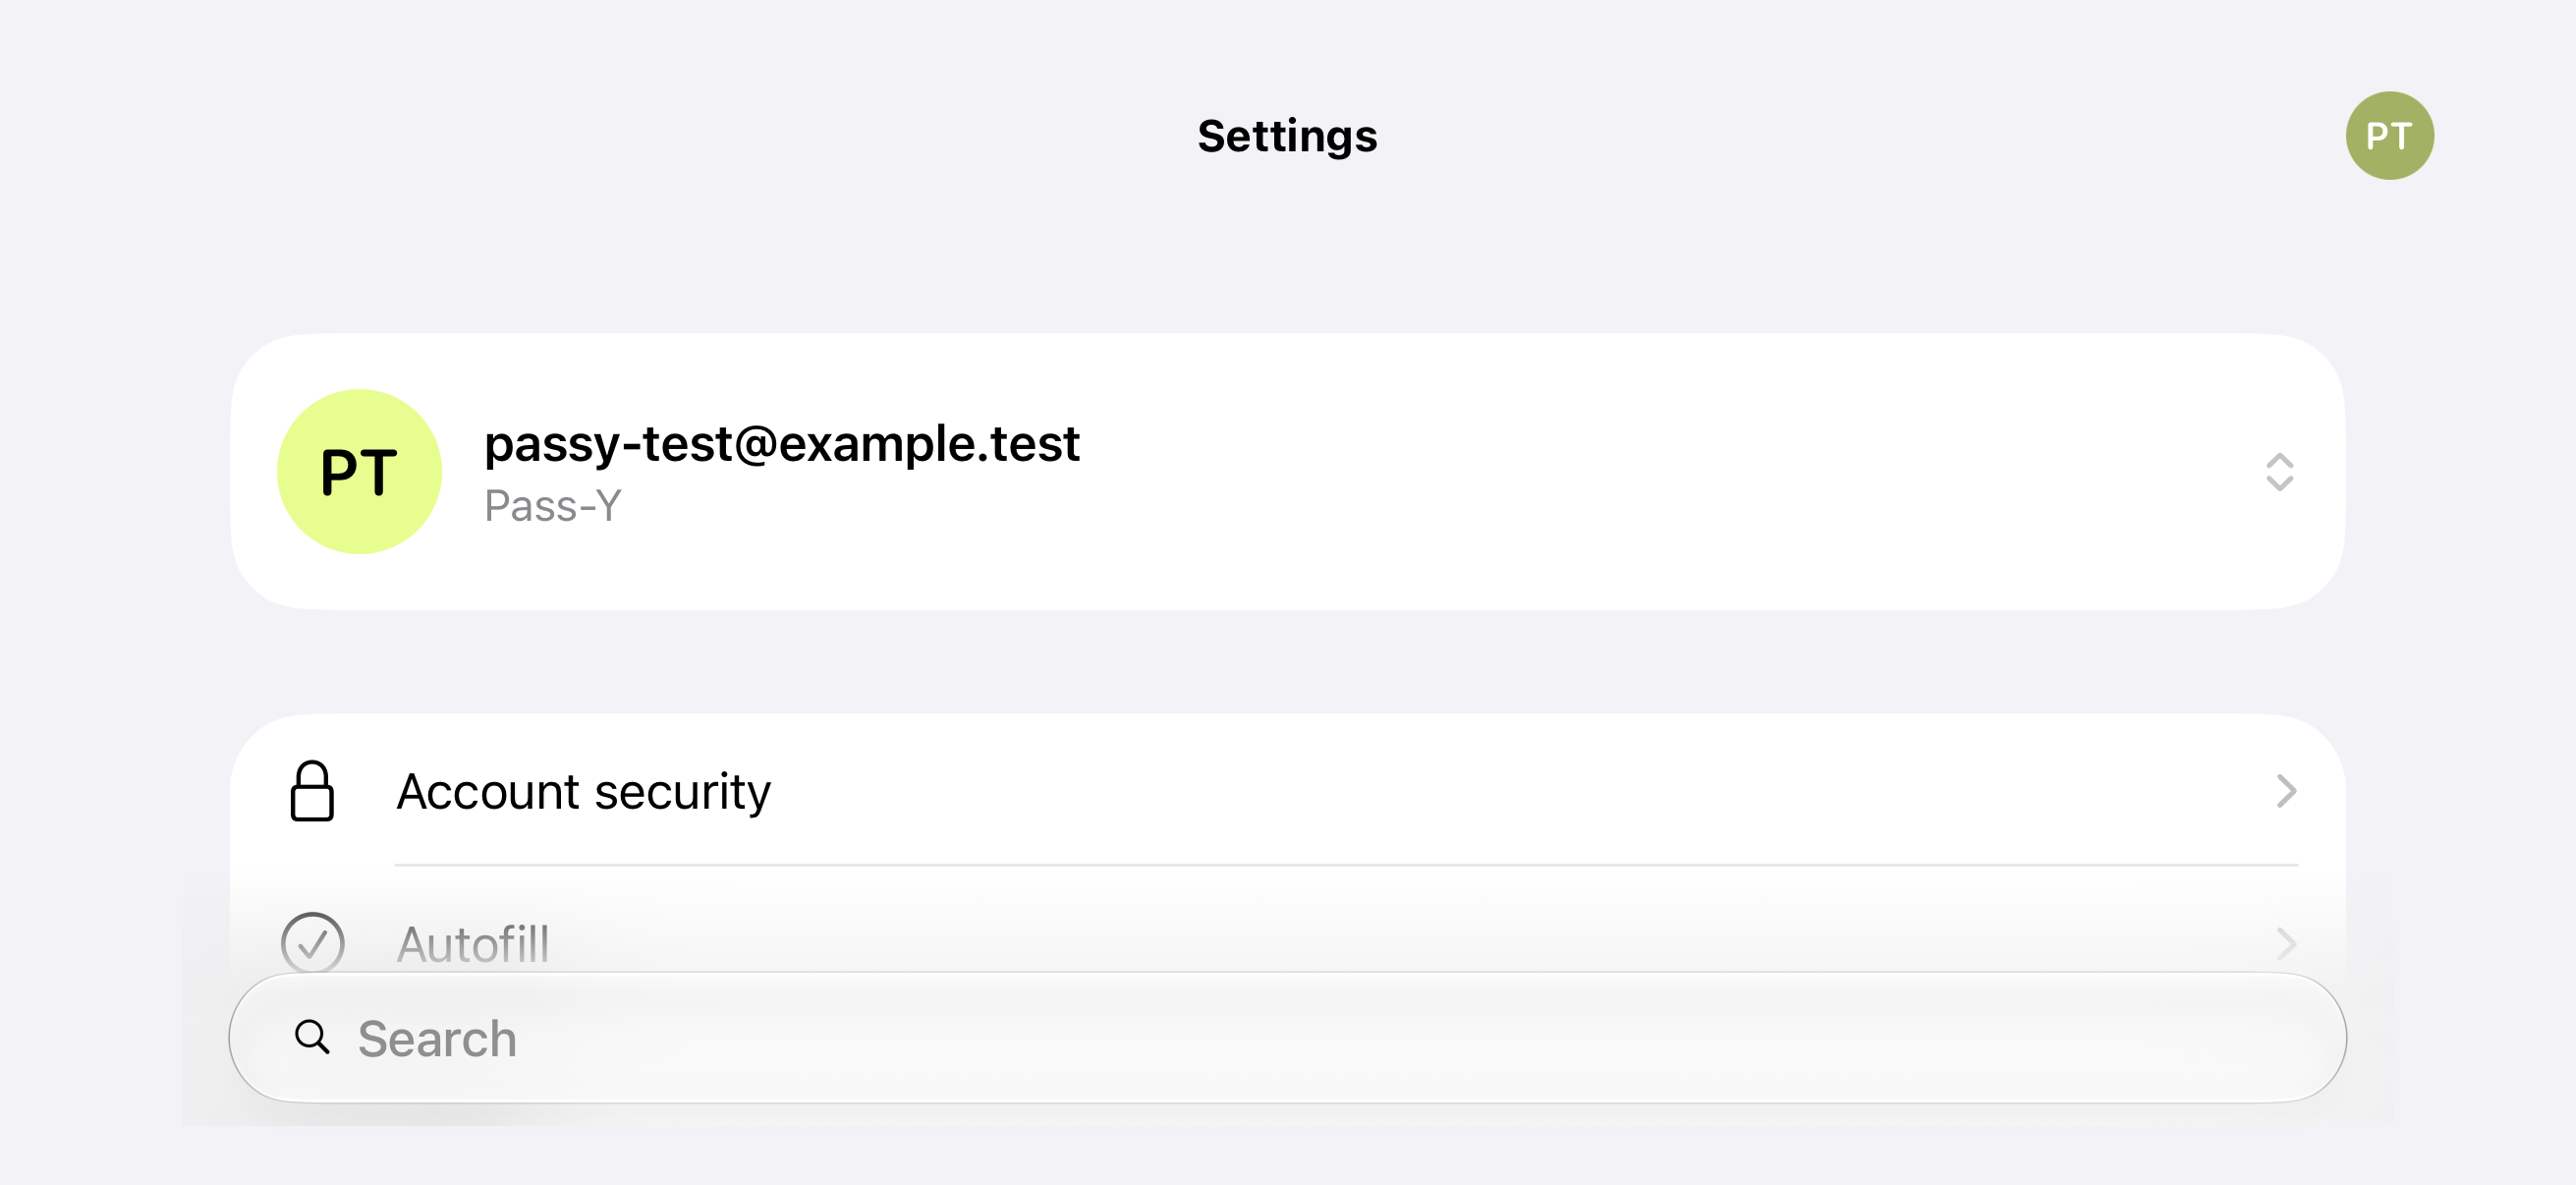 Settings
PT
PT
passy-test@example.test
Pass-Y
Account security
Autofill
Search